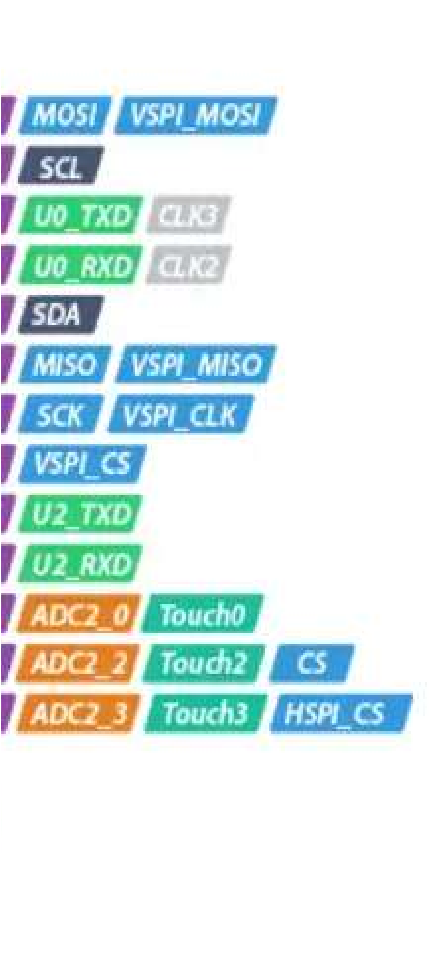 MOSI VSPI_MOSI
SCL
U0_TXD CLK3
U0_RXD CLK2
SDA
MISO VSPI_MISO
SCK VSPI_CLK
VSPI_CS
U2_TXD
U2_RXD
ADC2_0 Touch0
ADC2_2 Touch2 CS
ADC2_3 Touch3 HSPI_CS